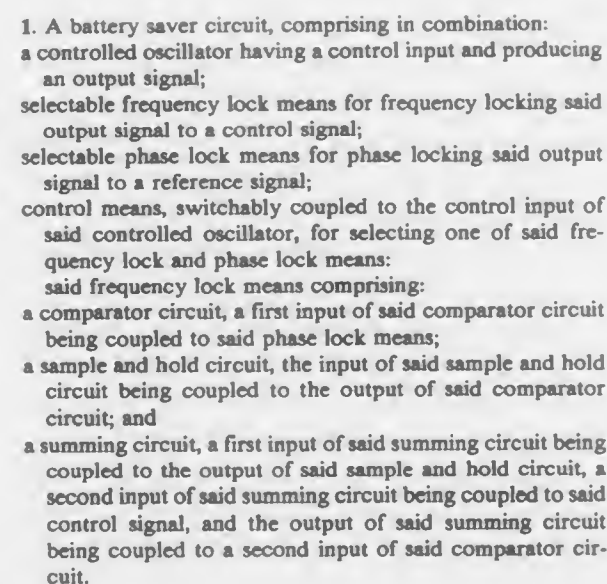 1. A battery saver circuit, comprising in combination:
a controlled oscillator having a control input and producing
an output signal;
selectable frequency lock means for frequency locking said
output signal to a control signal;
selectable phase lock means for phase locking said output
signal to a reference signal;
control means, switchably coupled to the control input of
said controlled oscillator, for selecting one of said fre-
quency lock and phase lock means:
said frequency lock means comprising:
a comparator circuit, a first input of said comparator circuit
being coupled to said phase lock means;
a sample and hold circuit, the input of said sample and hold
circuit being coupled to the output of said comparator
circuit; and
a summing circuit, a first input of said summing circuit being
coupled to the output of said sample and hold circuit, a
second input of said summing circuit being coupled to said
control signal, and the output of said summing circuit
being coupled to a second input of said comparator cir-
cuit.